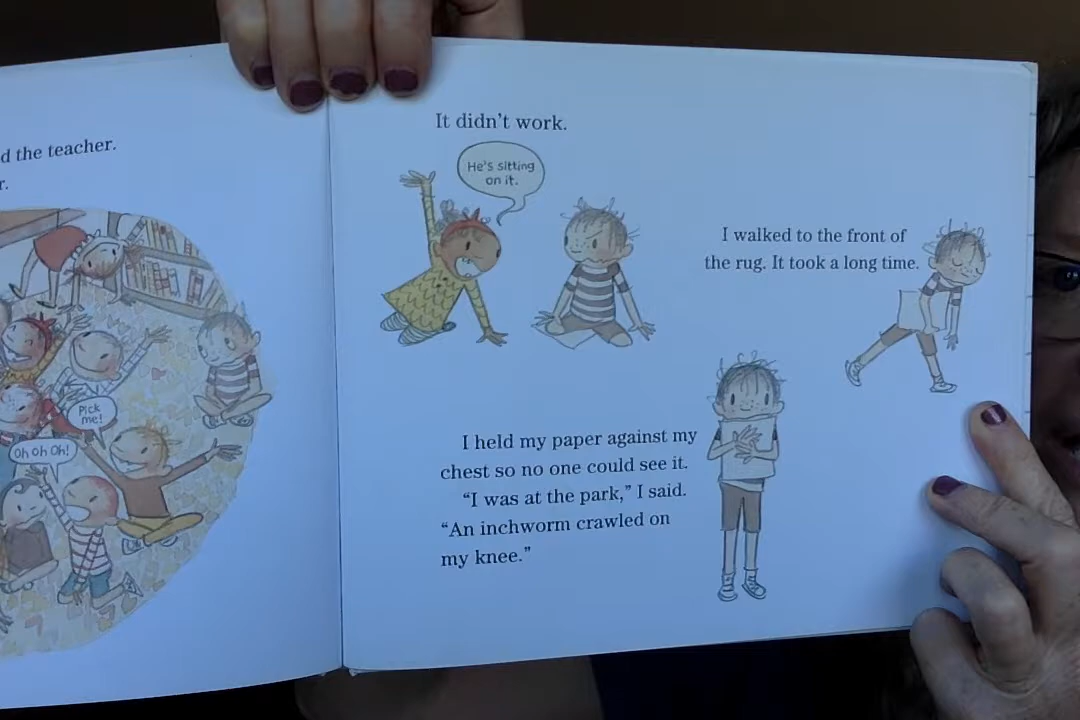 d the teacher.
r.
Pick
me!
Oh oh oh!
It didn't work.
He's sitting
on it.
I walked to the front of
the rug. It took a long time.
I held my paper against my
chest so no one could see it.
“I was at the park,” I said.
“An inchworm crawled on
my knee.”